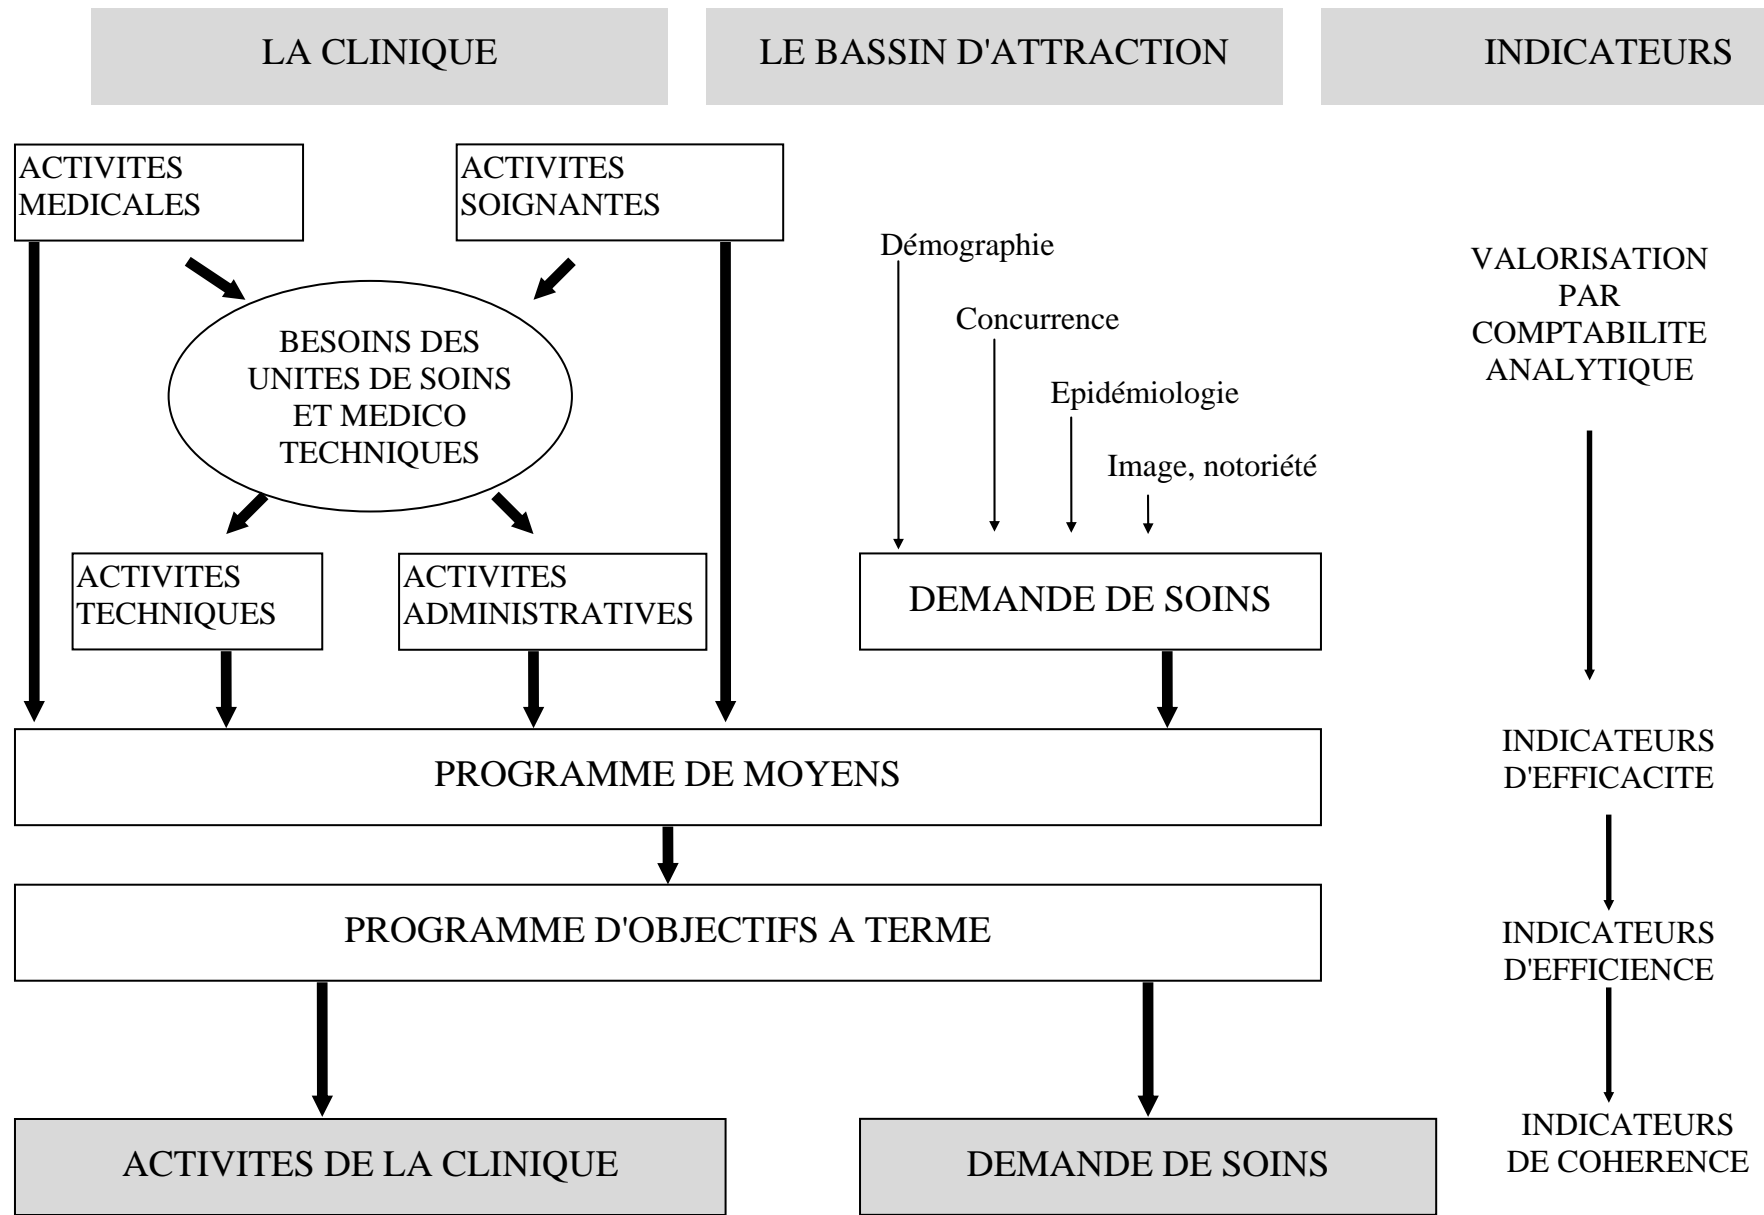 LA CLINIQUE
LE BASSIN D'ATTRACTION
INDICATEURS
ACTIVITES
MEDICALES
ACTIVITES
SOIGNANTES
BESOINS DES
UNITES DE SOINS
ET MEDICO
TECHNIQUES
ACTIVITES
TECHNIQUES
ACTIVITES
ADMINISTRATIVES
Démographie
Concurrence
Epidémiologie
Image, notoriété
DEMANDE DE SOINS
VALORISATION
PAR
COMPTABILITE
ANALYTIQUE
PROGRAMME DE MOYENS
INDICATEURS
D'EFFICACITE
PROGRAMME D'OBJECTIFS A TERME
INDICATEURS
D'EFFICIENCE
ACTIVITES DE LA CLINIQUE
DEMANDE DE SOINS
INDICATEURS
DE COHERENCE